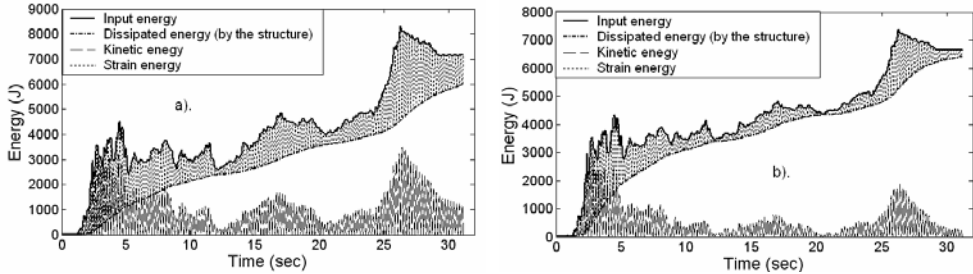 9000
8000
7000
6000
5000
4000
3000
2000
1000
0
Energy (J)
Input energy
Dissipated energy (by the structure)
Kinetic enegy
Strain energy
a).
0 5 10 15 20 25 30
Time (sec)
8000
7000
6000
5000
4000
3000
2000
1000
0
Energy (J)
Input energy
Dissipated energy (by the structure)
Kinetic enegy
Strain energy
b).
0 5 10 15 20 25 30
Time (sec)